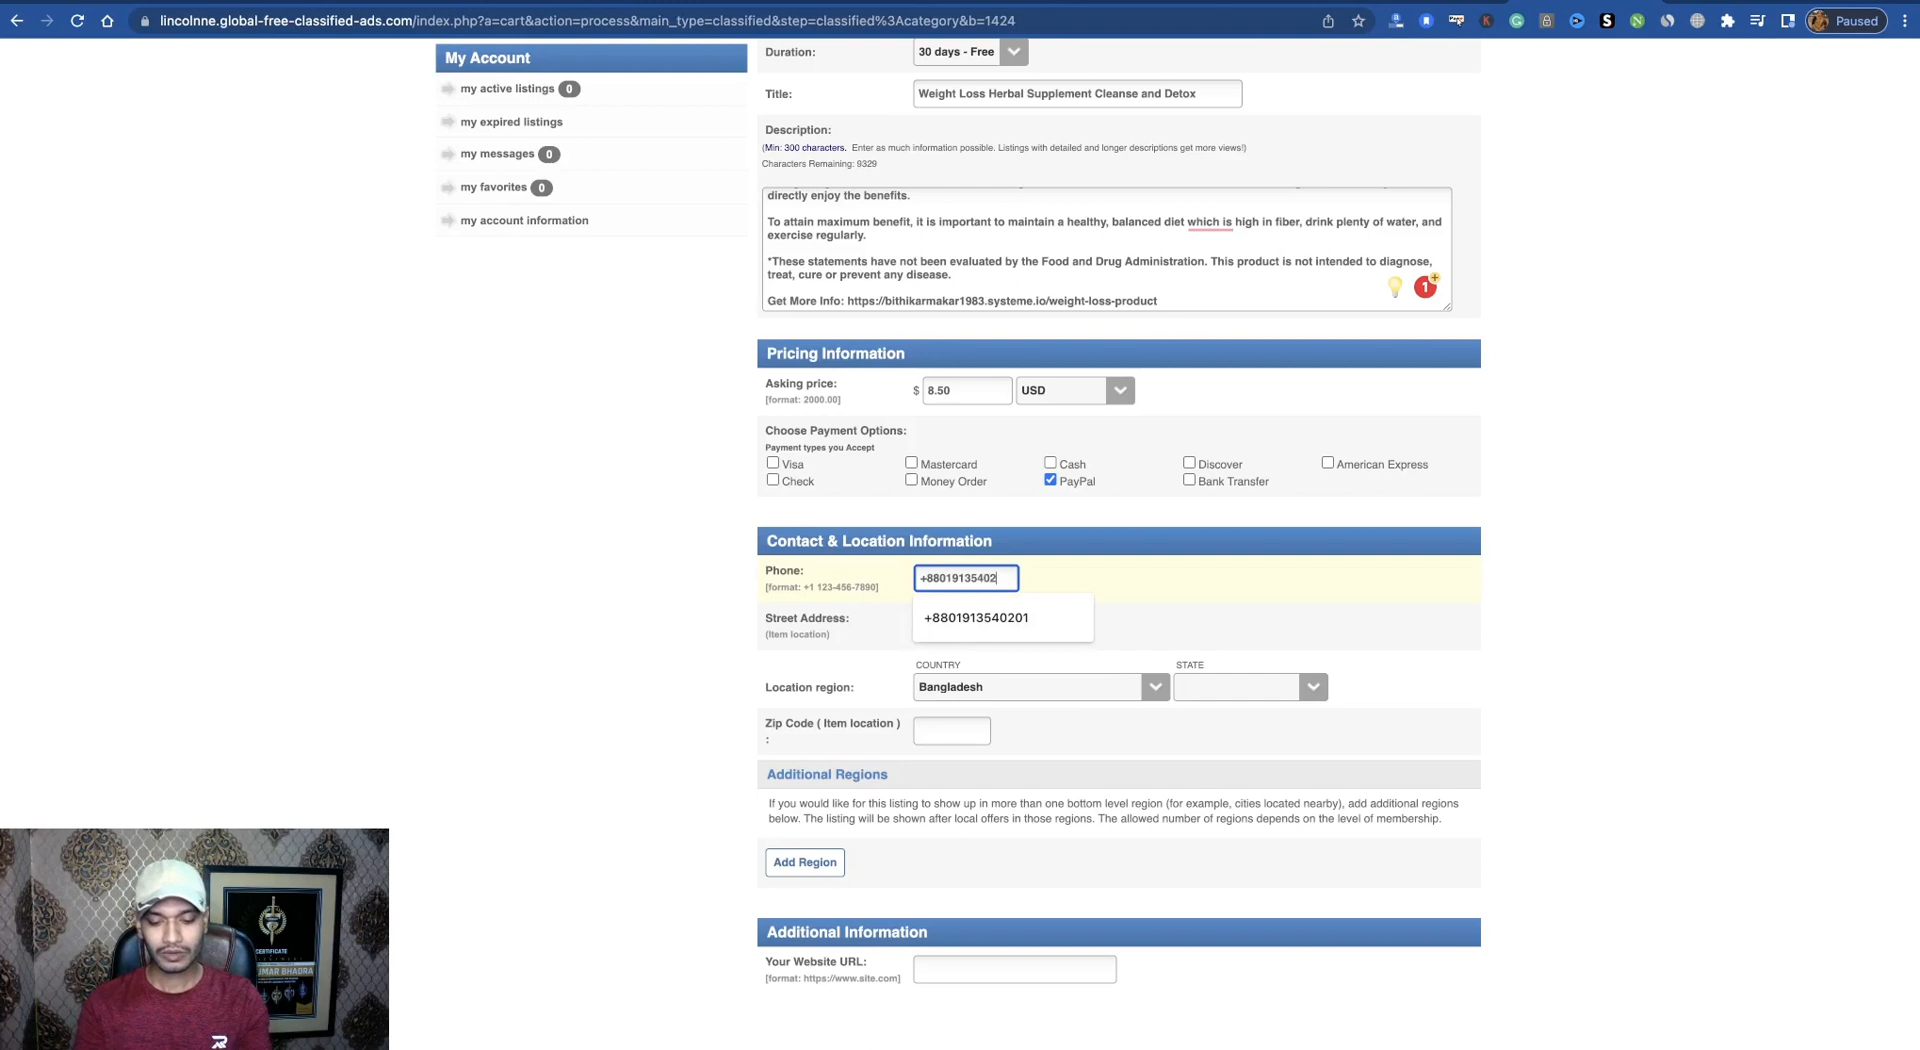 lincolnne.global-free-classified-ads.com/index.php?a=cart&action=process&main_type=classified&step=classified%3Acategory&b=1424
Paused
My Account
my active listings 0
my expired listings
my messages 0
my favorites 0
my account information
Duration: 30 days - Free
Title: Weight Loss Herbal Supplement Cleanse and Detox
Description:
(Min: 300 characters. Enter as much information possible. Listings with detailed and longer descriptions get more views!)
Characters Remaining: 9329
directly enjoy the benefits.
To attain maximum benefit, it is important to maintain a healthy, balanced diet which is high in fiber, drink plenty of water, and
exercise regularly.
*These statements have not been evaluated by the Food and Drug Administration. This product is not intended to diagnose,
treat, cure or prevent any disease.
1
Get More Info: https://bithikarmakar1983.systeme.io/weight-loss-product
Pricing Information
Asking price: $ 8.50 USD
[format: 2000.00]
Choose Payment Options:
Payment types you Accept
Visa Mastercard Cash Discover American Express
Check Money Order PayPal Bank Transfer
Contact & Location Information
Phone: +88019135402
[format: +1 123-456-7890]
+8801913540201
Street Address:
(Item location)
COUNTRY STATE
Location region: Bangladesh
Zip Code ( Item location )
:
Additional Regions
If you would like for this listing to show up in more than one bottom level region (for example, cities located nearby), add additional regions
below. The listing will be shown after local offers in those regions. The allowed number of regions depends on the level of membership.
Add Region
Additional Information
Your Website URL:
[format: https://www.site.com]
CERTIFICATE
UMAR BHADRA